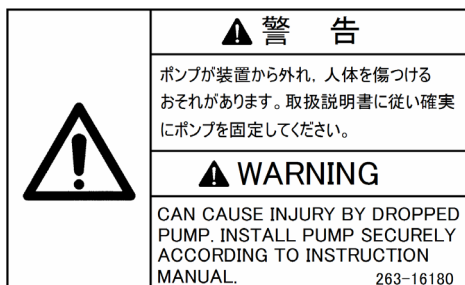 警 告
ポンプが装置から外れ，人体を傷つける
おそれがあります。取扱説明書に従い確実
にポンプを固定してください。
WARNING
CAN CAUSE INJURY BY DROPPED
PUMP. INSTALL PUMP SECURELY
ACCORDING TO INSTRUCTION
MANUAL. 263-16180